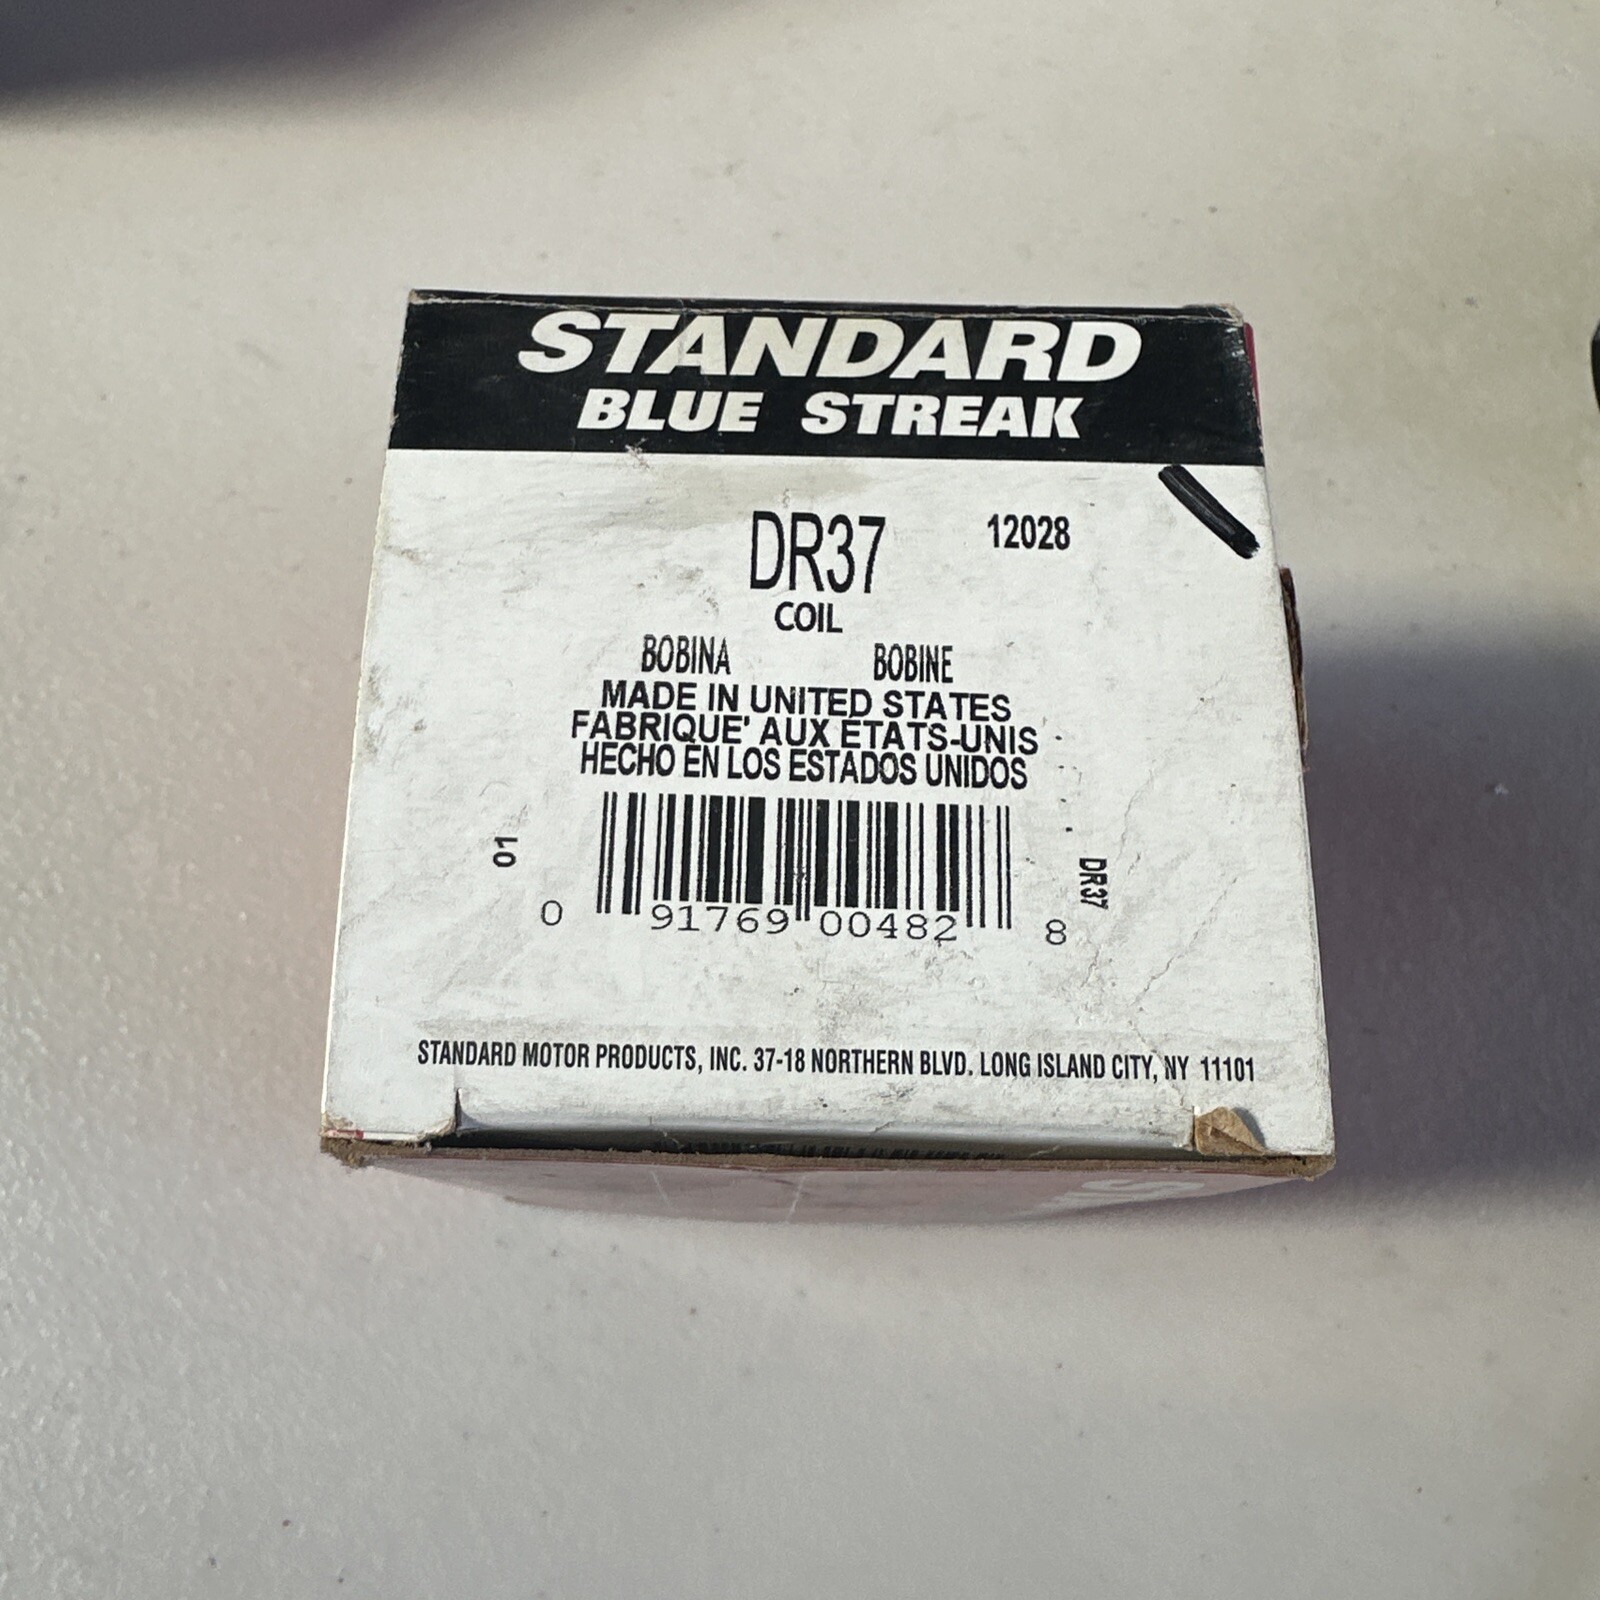 STANDARD
BLUE STREAK
DR37 12028
COIL
BOBINA BOBINE
MADE IN UNITED STATES
FABRIQUE' AUX ETATS-UNIS
HECHO EN LOS ESTADOS UNIDOS
01
DR37
0 91769 00482 8
STANDARD MOTOR PRODUCTS, INC. 37-18 NORTHERN BLVD. LONG ISLAND CITY, NY 11101